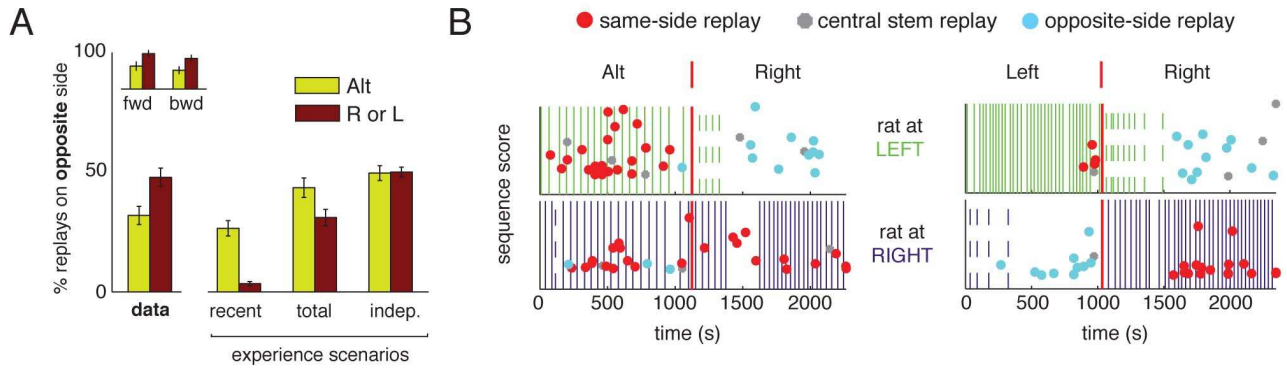 A
% replays on opposite side
100
50
0
fwd bwd
Alt
R or L
data recent total indep.
experience scenarios
B
same-side replay central stem replay opposite-side replay
Alt Right Left Right
sequence score
rat at
LEFT
rat at
RIGHT
0 500 1000 1500 2000 0 500 1000 1500 2000
time (s) time (s)